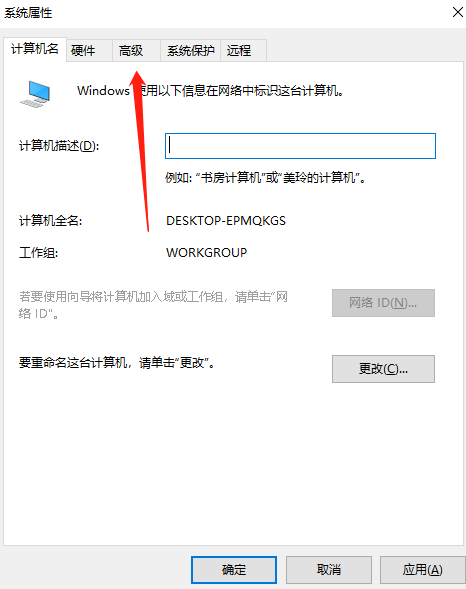 系统属性
计算机名 硬件 高级 系统保护 远程
Windows 使用以下信息在网络中标识这台计算机。
计算机描述(D):
例如: "书房计算机"或"美玲的计算机"。
计算机全名: DESKTOP-EPMQKGS
工作组: WORKGROUP
若要使用向导将计算机加入域或工作组，请单击"网
络 ID"。
网络 ID(N)...
要重命名这台计算机，请单击"更改"。
更改(C)...
确定 取消 应用(A)